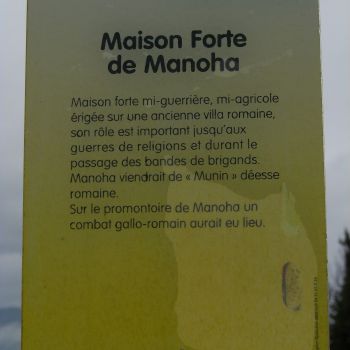 Maison Forte
de Manoha
Maison forte mi-guerrière, mi-agricole
érigée sur une ancienne villa romaine,
son rôle est important jusqu'aux
guerres de religions et durant le
passage des bandes de brigands.
Manoha viendrait de « Munin » déesse
romaine.
Sur le promontoire de Manoha un
combat gallo-romain aurait eu lieu.